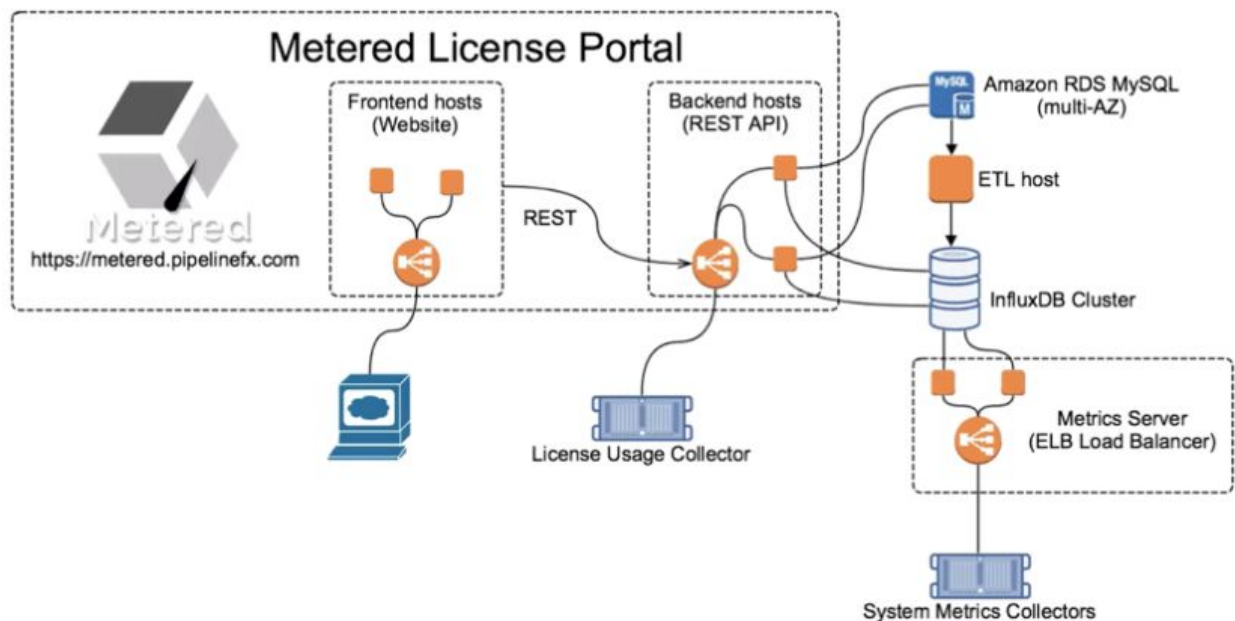 Metered License Portal
Metered
https://metered.pipelinefx.com
Frontend hosts
(Website)
REST
Backend hosts
(REST API)
MySQL
M
Amazon RDS MySQL
(multi-AZ)
ETL host
InfluxDB Cluster
License Usage Collector
Metrics Server
(ELB Load Balancer)
System Metrics Collectors